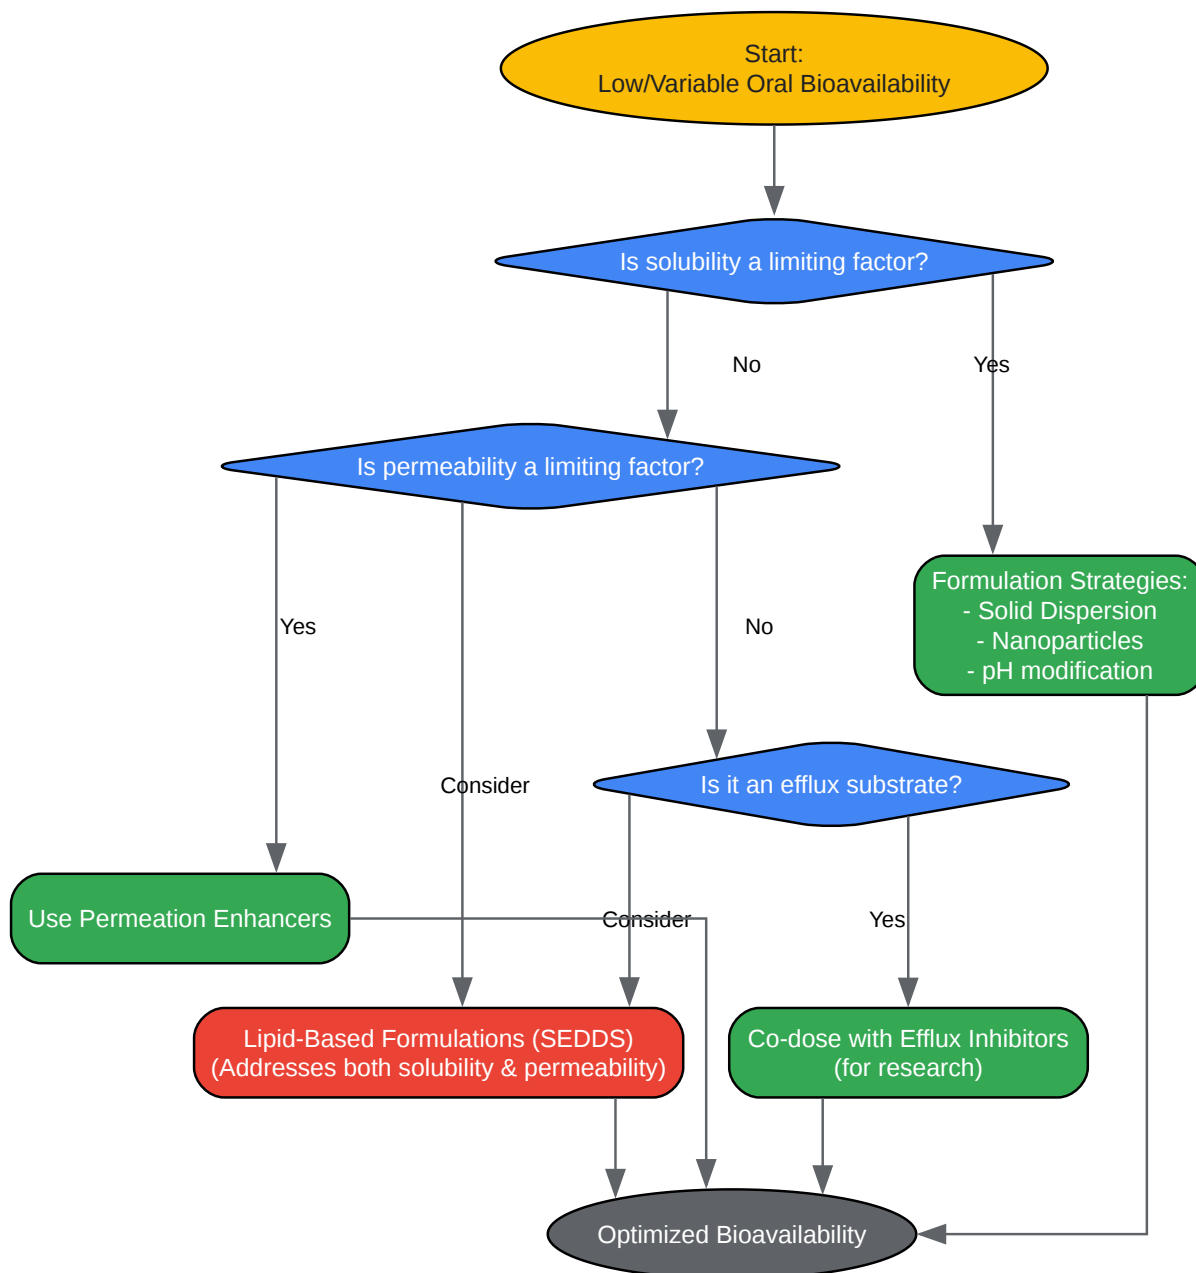 Start:
Low/Variable Oral Bioavailability
Is solubility a limiting factor?
No
Yes
Is permeability a limiting factor?
Formulation Strategies:
- Solid Dispersion
- Nanoparticles
- pH modification
Yes
No
Consider
Is it an efflux substrate?
Use Permeation Enhancers
Consider
Yes
Lipid-Based Formulations (SEDDS)
(Addresses both solubility & permeability)
Co-dose with Efflux Inhibitors
(for research)
Optimized Bioavailability